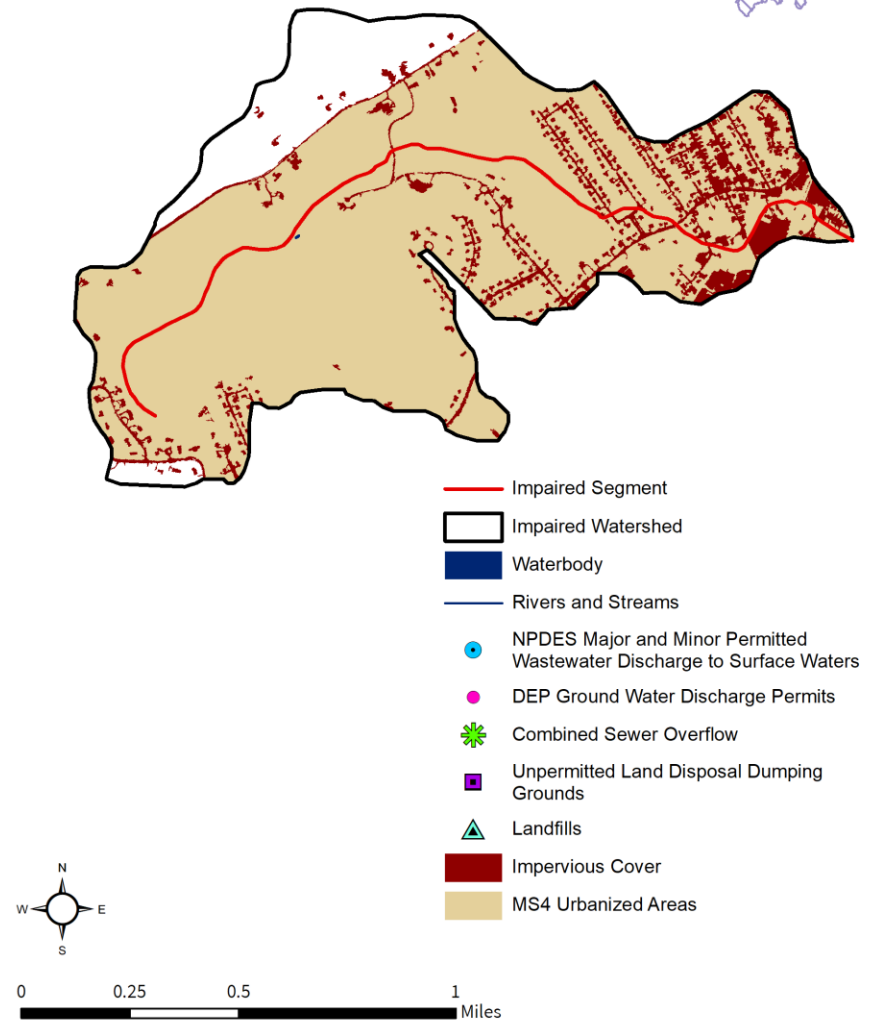 Impaired Segment
Impaired Watershed
Waterbody
Rivers and Streams
NPDES Major and Minor Permitted
Wastewater Discharge to Surface Waters
DEP Ground Water Discharge Permits
Combined Sewer Overflow
Unpermitted Land Disposal Dumping
Grounds
Landfills
Impervious Cover
MS4 Urbanized Areas
N
W E
S
0 0.25 0.5 1
Miles